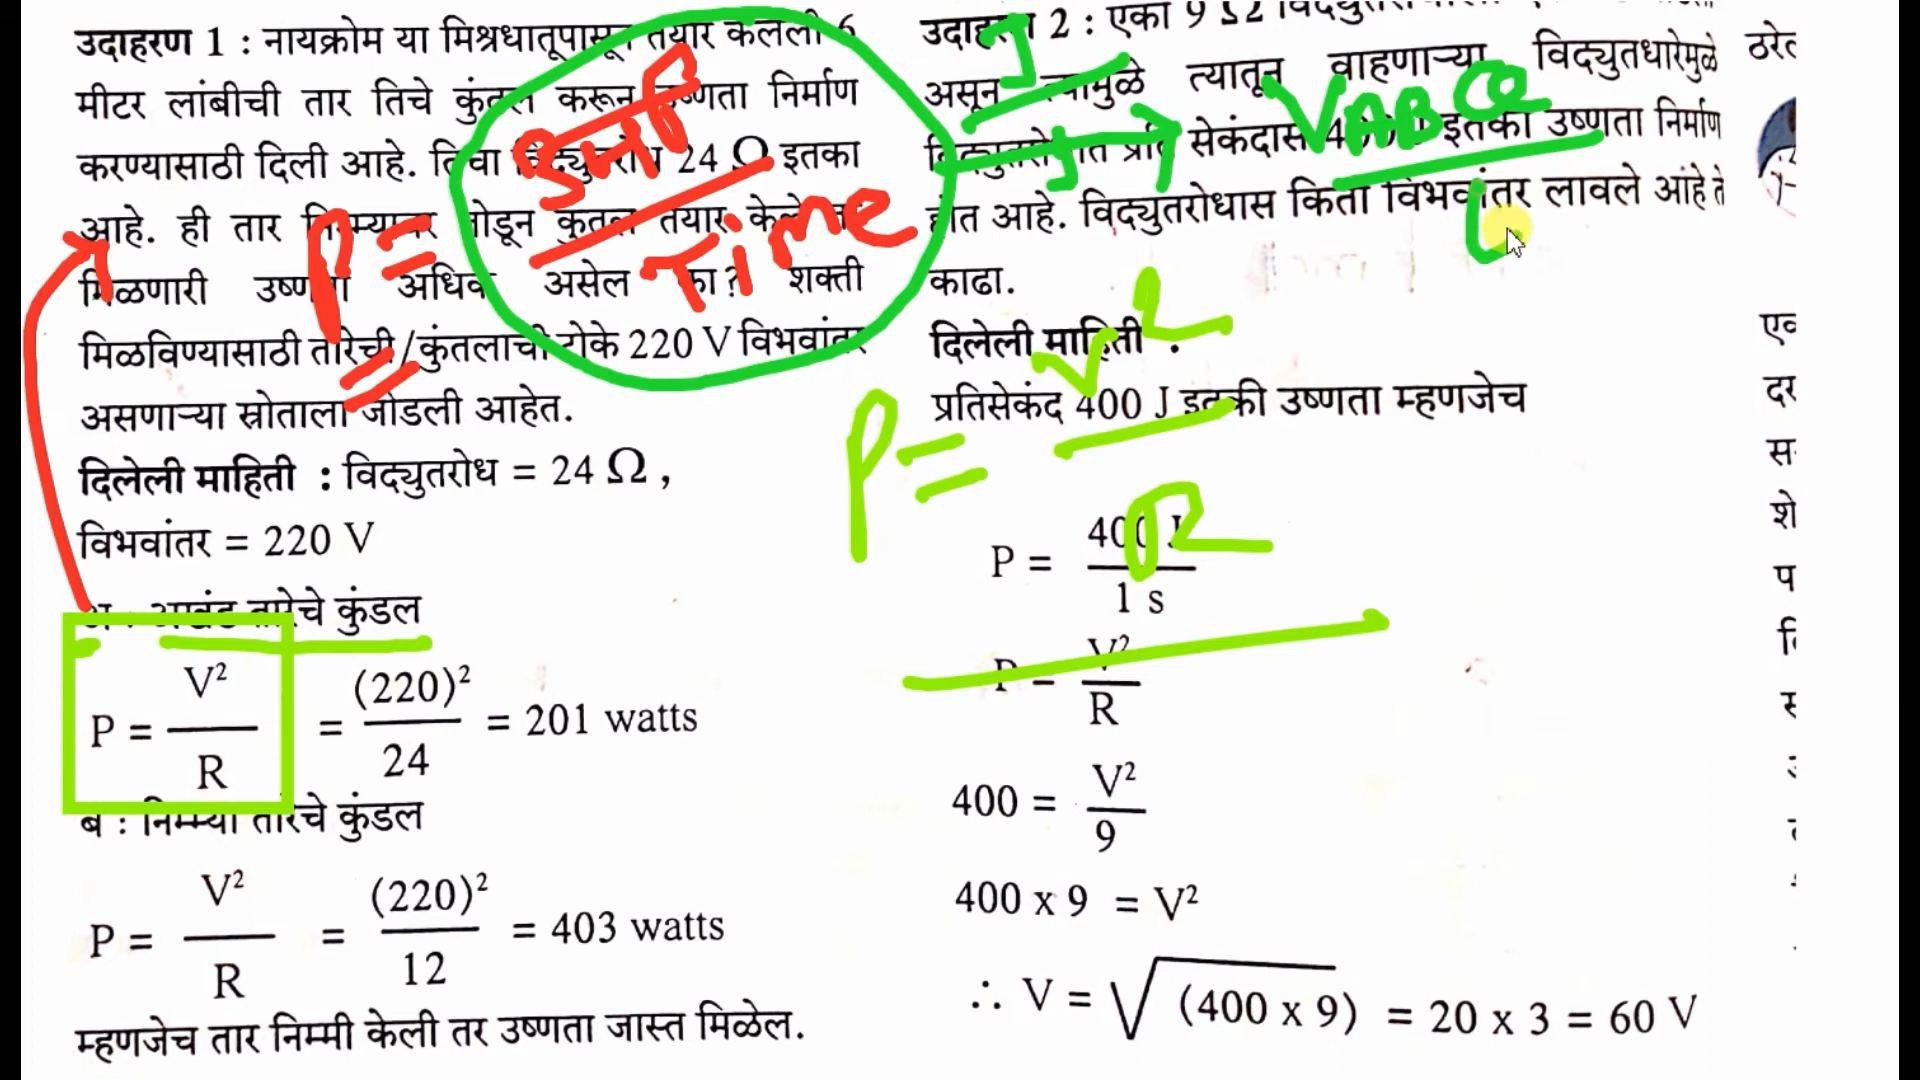 उदाहरण 1 : नायक्रोम या मिश्रधातूपासून तयार केलेली 6
मीटर लांबीची तार तिचे कुंतल करून उष्णता निर्माण
करण्यासाठी दिली आहे. तिचा विद्युतरोध 24 Ω इतका
आहे. ही तार निम्म्यावर तोडून कुंतल तयार केले तर
मिळणारी उष्णता अधिक असेल का? शक्ती
मिळविण्यासाठी तारेची/कुंतलाची टोके 220 V विभवांतर
असणाऱ्या स्रोताला जोडली आहेत.
दिलेली माहिती : विद्युतरोध = 24 Ω ,
विभवांतर = 220 V
अ : अखंड तारेचे कुंडल
P = V² / R = (220)² / 24 = 201 watts
ब : निम्म्या तारेचे कुंडल
P = V² / R = (220)² / 12 = 403 watts
म्हणजेच तार निम्मी केली तर उष्णता जास्त मिळेल.
P =
Time
उदाहरण 2 : एका 9 Ω
असून त्यामुळे त्यातून वाहणाऱ्या विद्युतधारेमुळे
विद्युतरोधात प्रति सेकंदास 400 J इतकी उष्णता निर्माण
होत आहे. विद्युतरोधास किती विभवांतर लावले आहे ते
काढा.
J
J
VAB
दिलेली माहिती :
प्रतिसेकंद 400 J इतकी उष्णता म्हणजेच
P = V² / R
P = 400 J / 1 s
P = V² / R
400 = V² / 9
400 x 9 = V²
∴ V = √(400 x 9) = 20 x 3 = 60 V